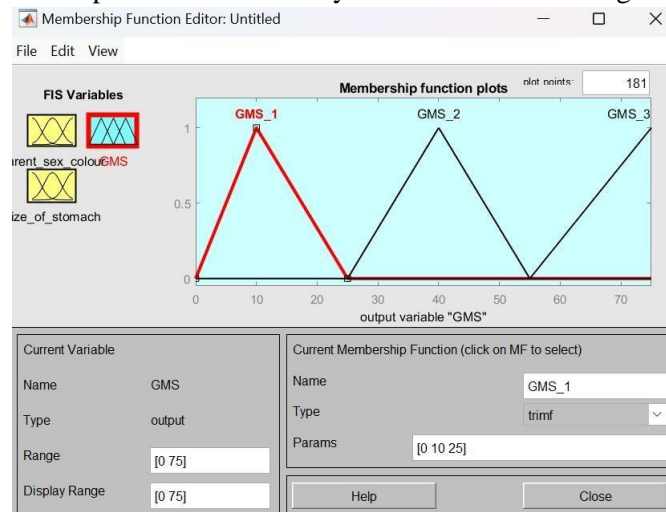 Membership Function Editor: Untitled
File Edit View
FIS Variables
GMS
rent_sex_colour
ize_of_stomach
Membership function plots
plot points:
181
GMS_1
GMS_2
GMS_3
1
0.5
0
0 10 20 30 40 50 60 70
output variable "GMS"
Current Variable
Name GMS
Type output
Range [0 75]
Display Range [0 75]
Current Membership Function (click on MF to select)
Name GMS_1
Type trimf
Params [0 10 25]
Help Close